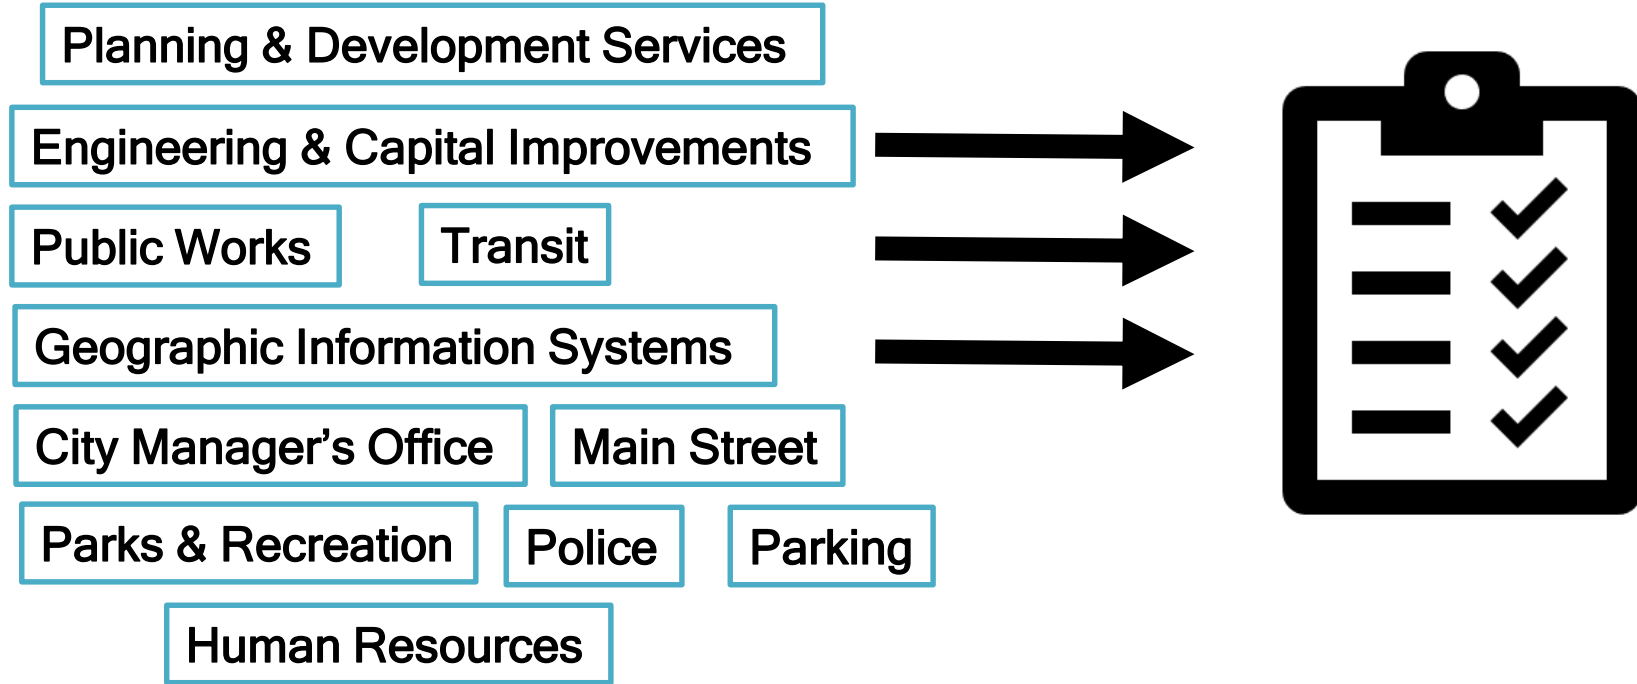 Planning & Development Services
Engineering & Capital Improvements
Public Works
Transit
Geographic Information Systems
City Manager’s Office
Main Street
Parks & Recreation
Police
Parking
Human Resources